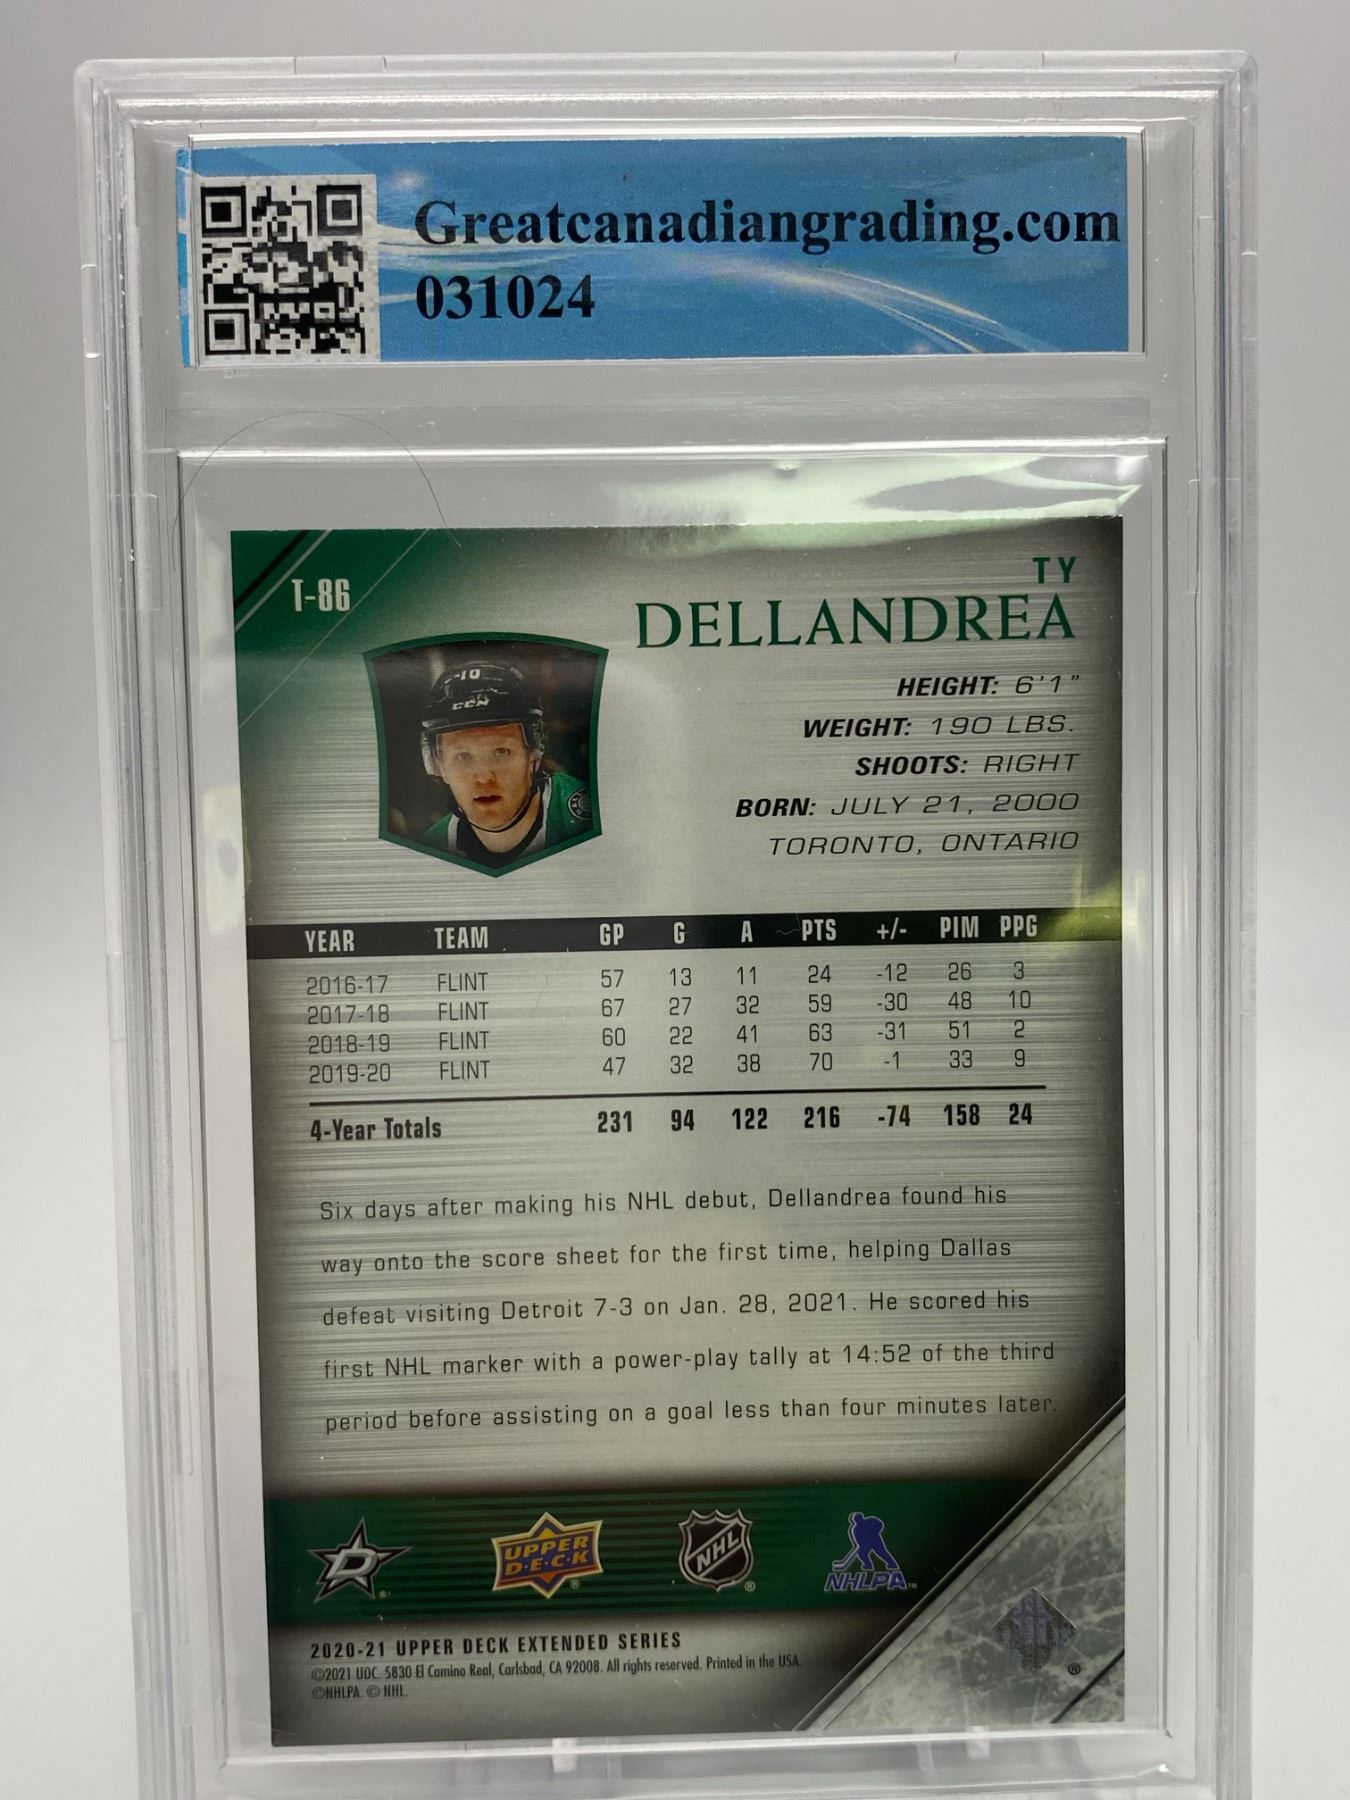 Greatcanadiangrading.com
031024
T-86
TY
DELLANDREA
HEIGHT: 6'1"
WEIGHT: 190 LBS.
SHOOTS: RIGHT
BORN: JULY 21, 2000
TORONTO, ONTARIO
10
CCM
YEAR TEAM GP G A PTS +/- PIM PPG
2016-17 FLINT 57 13 11 24 -12 26 3
2017-18 FLINT 67 27 32 59 -30 48 10
2018-19 FLINT 60 22 41 63 -31 51 2
2019-20 FLINT 47 32 38 70 -1 33 9
4-Year Totals 231 94 122 216 -74 158 24
Six days after making his NHL debut, Dellandrea found his
way onto the score sheet for the first time, helping Dallas
defeat visiting Detroit 7-3 on Jan. 28, 2021. He scored his
first NHL marker with a power-play tally at 14:52 of the third
period before assisting on a goal less than four minutes later.
D ®
UPPER
D•E•C•K ®
NHL ®
NHLPA™
®
2020-21 UPPER DECK EXTENDED SERIES
©2021 UDC. 5830 El Camino Real, Carlsbad, CA 92008. All rights reserved. Printed in the USA.
©NHLPA. © NHL.